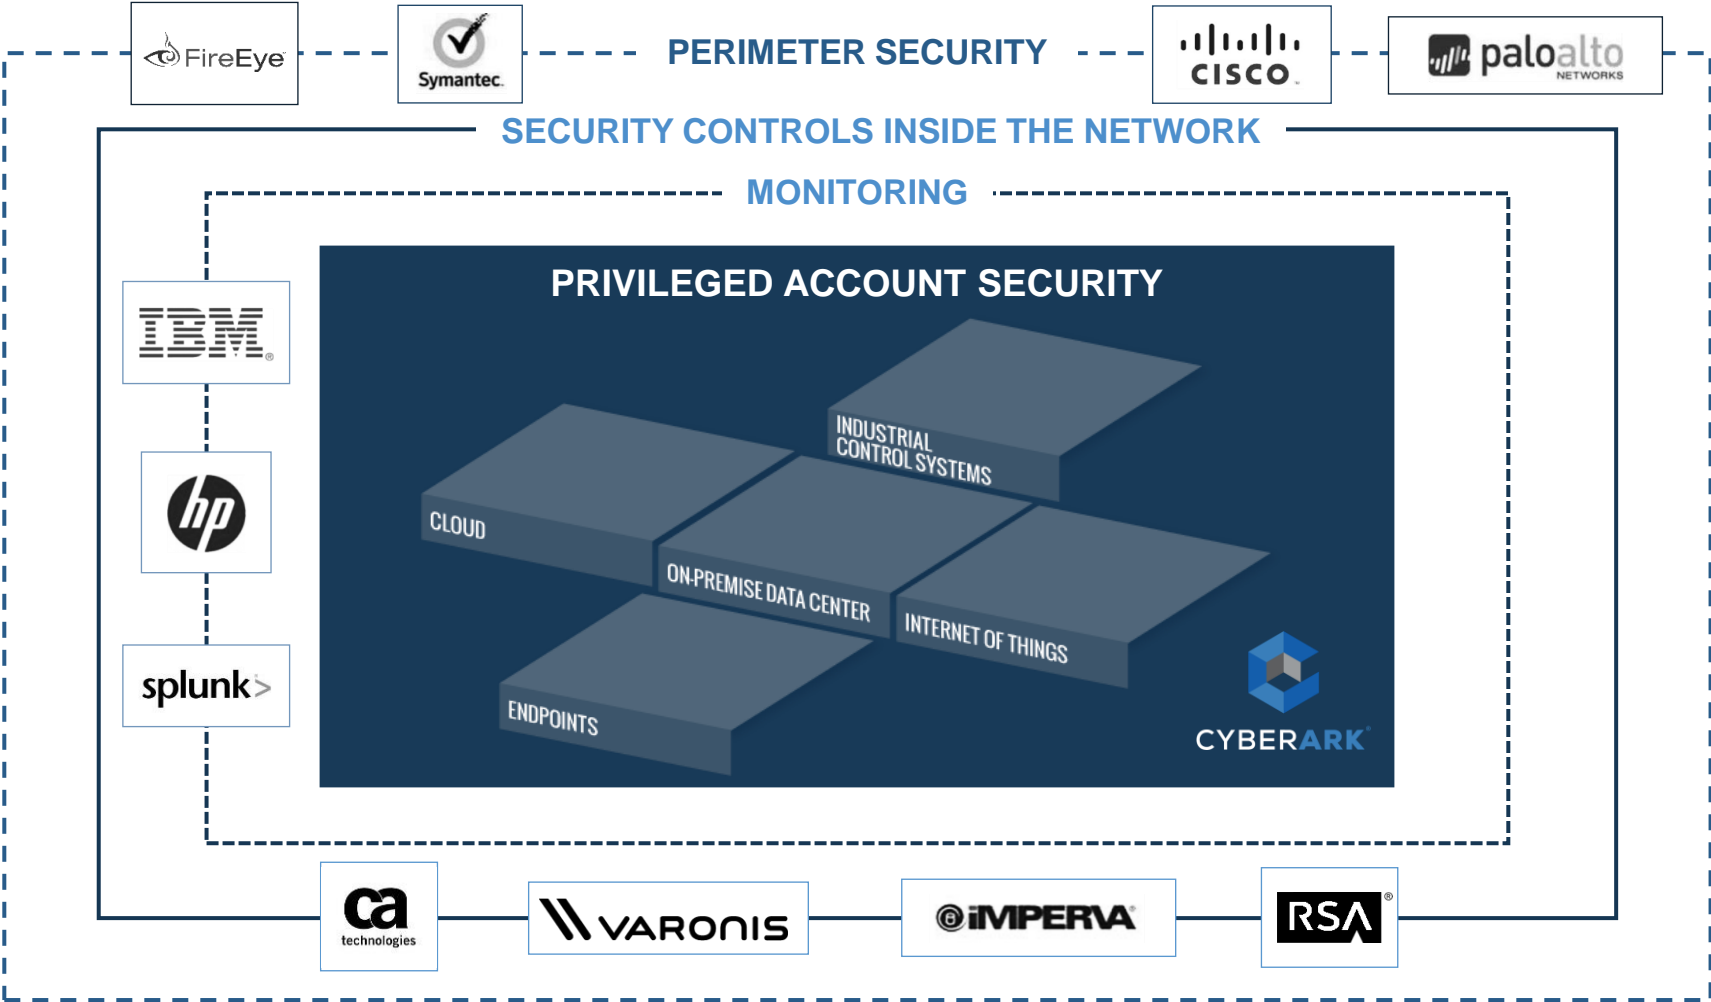 FireEye
Symantec.
PERIMETER SECURITY
CISCO
paloalto
NETWORKS
SECURITY CONTROLS INSIDE THE NETWORK
MONITORING
PRIVILEGED ACCOUNT SECURITY
IBM®
hp
splunk>
INDUSTRIAL
CONTROL SYSTEMS
CLOUD
ON-PREMISE DATA CENTER
INTERNET OF THINGS
ENDPOINTS
CYBERARK®
ca
technologies
VARONIS
iMPERVA
RSA®